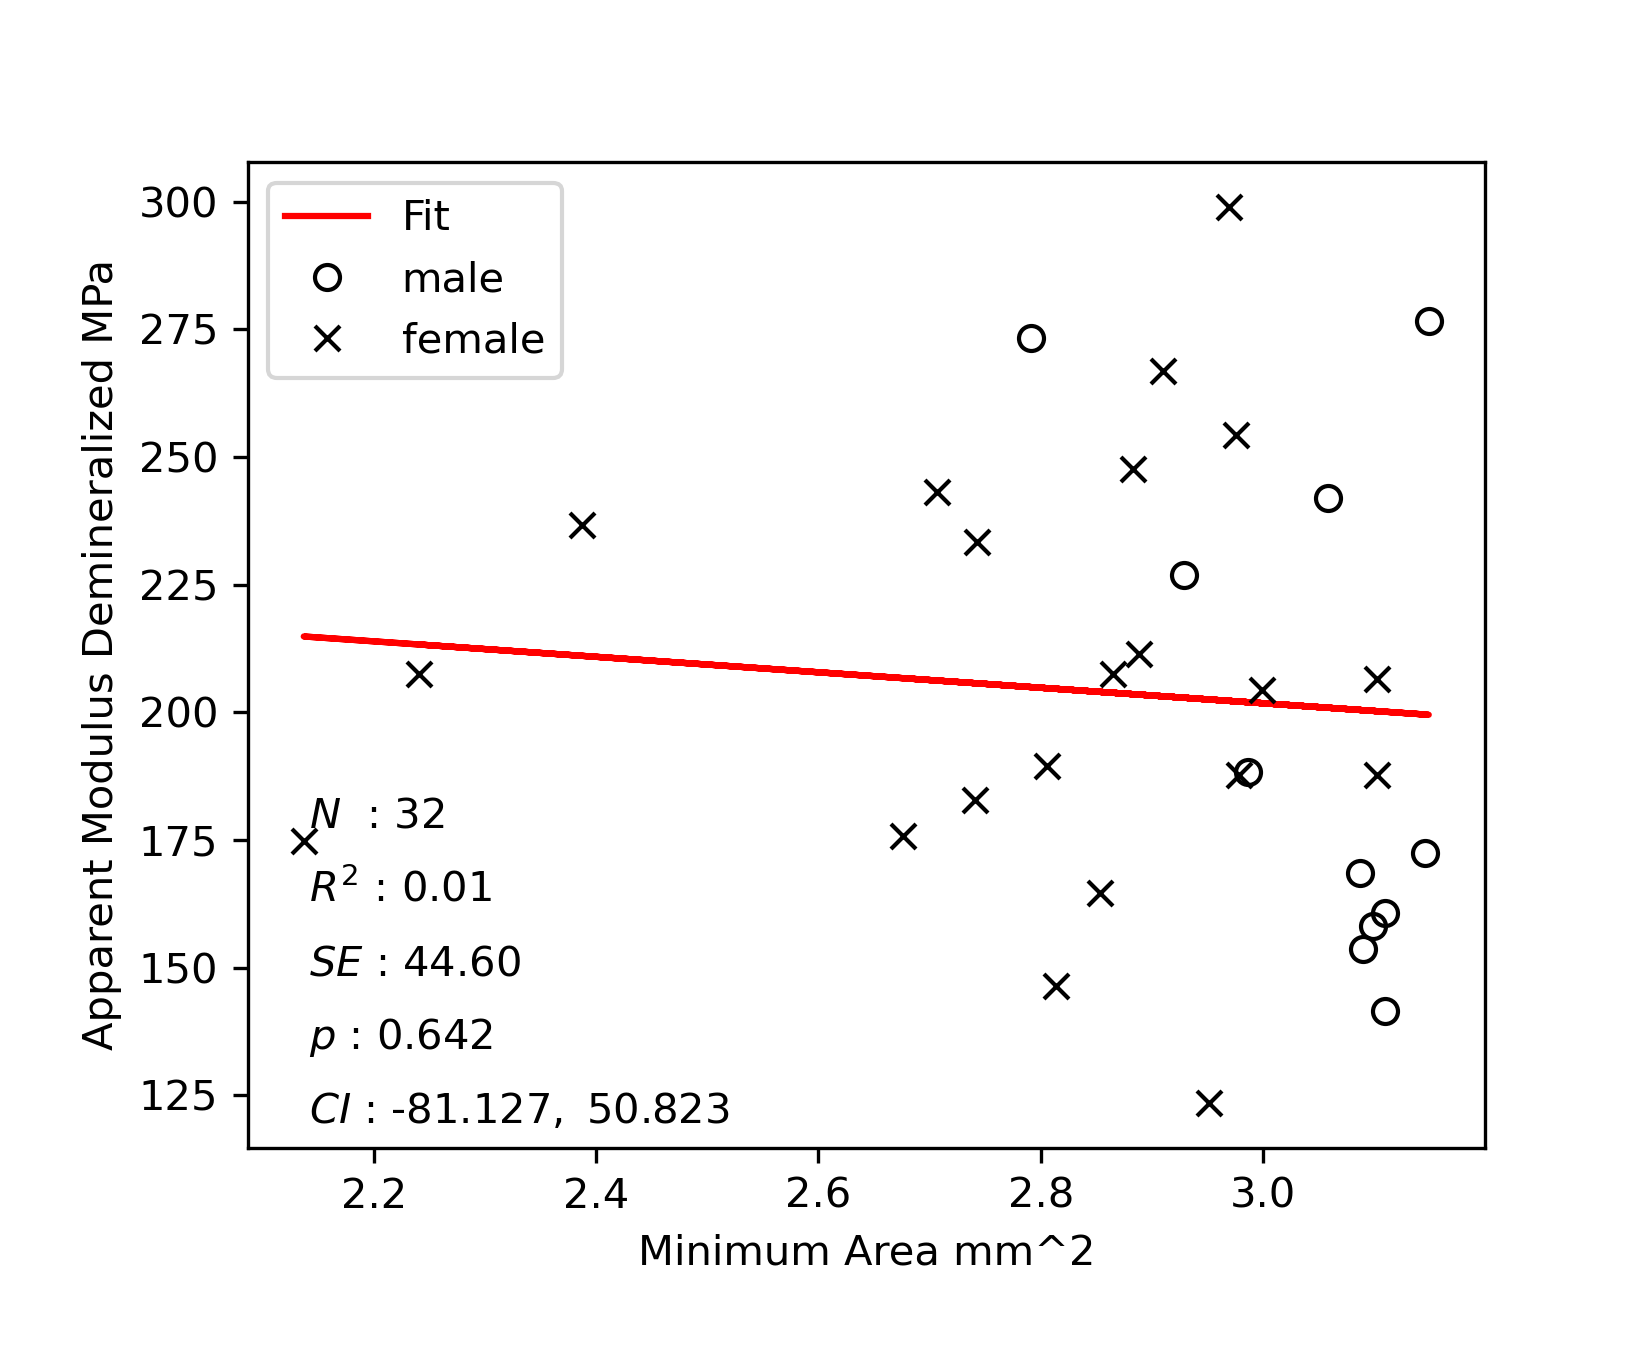 300
275
250
225
200
175
150
125
Apparent Modulus Demineralized MPa
Fit
male
female
N : 32
R² : 0.01
SE : 44.60
p : 0.642
CI : -81.127, 50.823
2.2 2.4 2.6 2.8 3.0
Minimum Area mm^2